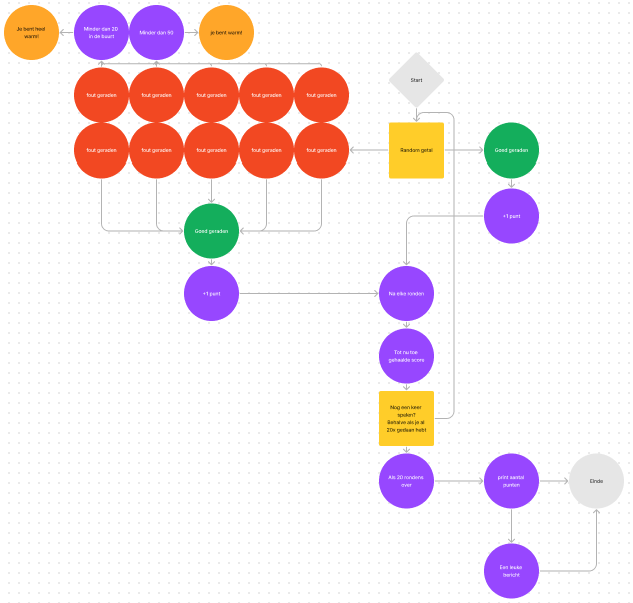 Je bent heel
warm!
Minder dan 20
in de buurt
Minder dan 50
je bent warm!
Start
fout geraden
fout geraden
fout geraden
fout geraden
fout geraden
fout geraden
fout geraden
fout geraden
fout geraden
fout geraden
Random getal
Goed geraden
+1 punt
Goed geraden
+1 punt
Na elke ronden
Tot nu toe
gehaalde score
Nog een keer
spelen?
Behalve als je al
20x gedaan hebt
Als 20 rondens
over
print aantal
punten
Einde
Een leuke
bericht